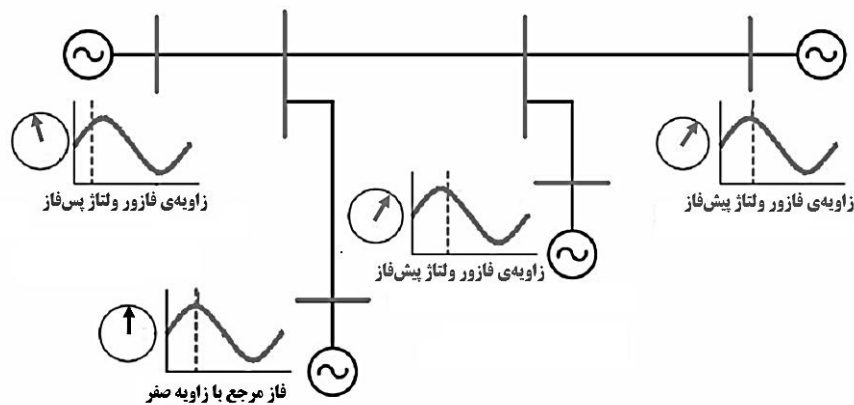 زاویه‌ی فازور ولتاژ پس‌فاز
زاویه‌ی فازور ولتاژ پیش‌فاز
زاویه‌ی فازور ولتاژ پیش‌فاز
فاز مرجع با زاویه صفر